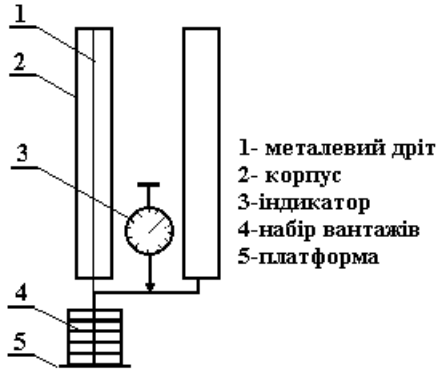 1
2
3
4
5
1- металевий дріт
2- корпус
3-індикатор
4-набір вантажів
5-платформа